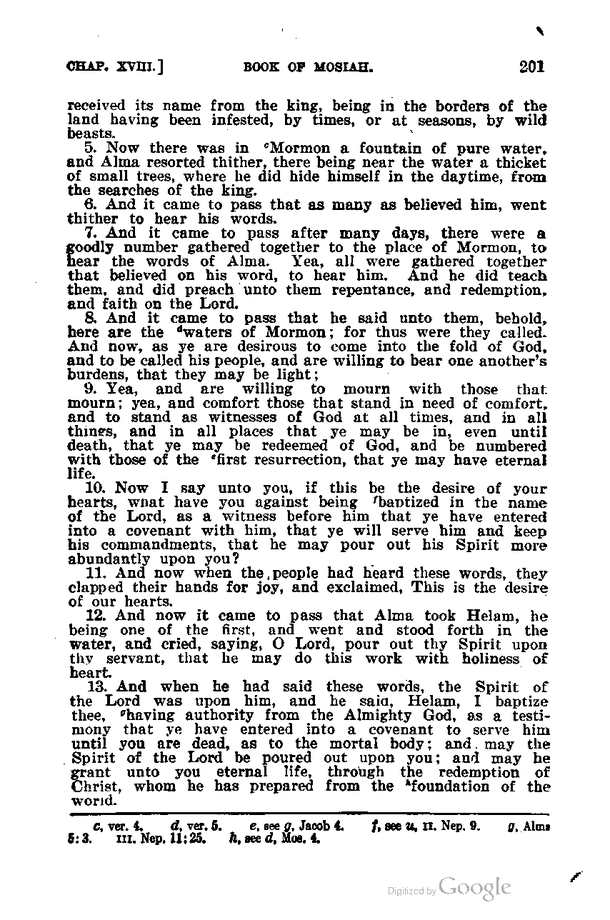 CHAP. XVIII.] BOOK OF MOSIAH. 201
received its name from the king, being in the borders of the
land having been infested, by times, or at seasons, by wild
beasts.
5. Now there was in ᶜMormon a fountain of pure water,
and Alma resorted thither, there being near the water a thicket
of small trees, where he did hide himself in the daytime, from
the searches of the king.
6. And it came to pass that as many as believed him, went
thither to hear his words.
7. And it came to pass after many days, there were a
goodly number gathered together to the place of Mormon, to
hear the words of Alma. Yea, all were gathered together
that believed on his word, to hear him. And he did teach
them, and did preach unto them repentance, and redemption,
and faith on the Lord.
8. And it came to pass that he said unto them, behold,
here are the ᵈwaters of Mormon; for thus were they called.
And now, as ye are desirous to come into the fold of God,
and to be called his people, and are willing to bear one another's
burdens, that they may be light;
9. Yea, and are willing to mourn with those that
mourn; yea, and comfort those that stand in need of comfort,
and to stand as witnesses of God at all times, and in all
things, and in all places that ye may be in, even until
death, that ye may be redeemed of God, and be numbered
with those of the ᵉfirst resurrection, that ye may have eternal
life.
10. Now I say unto you, if this be the desire of your
hearts, what have you against being ᶠbaptized in the name
of the Lord, as a witness before him that ye have entered
into a covenant with him, that ye will serve him and keep
his commandments, that he may pour out his Spirit more
abundantly upon you?
11. And now when the people had heard these words, they
clapped their hands for joy, and exclaimed, This is the desire
of our hearts.
12. And now it came to pass that Alma took Helam, he
being one of the first, and went and stood forth in the
water, and cried, saying, O Lord, pour out thy Spirit upon
thy servant, that he may do this work with holiness of
heart.
13. And when he had said these words, the Spirit of
the Lord was upon him, and he said, Helam, I baptize
thee, ᵍhaving authority from the Almighty God, as a testi-
mony that ye have entered into a covenant to serve him
until you are dead, as to the mortal body; and may the
Spirit of the Lord be poured out upon you; and may he
grant unto you eternal life, through the redemption of
Christ, whom he has prepared from the ʰfoundation of the
world.
c, ver. 4. d, ver. 5. e, see g, Jacob 4. f, see u, II. Nep. 9. g, Alma
5:3. III. Nep. 11:25. h, see d, Mos. 4.
Digitized by Google